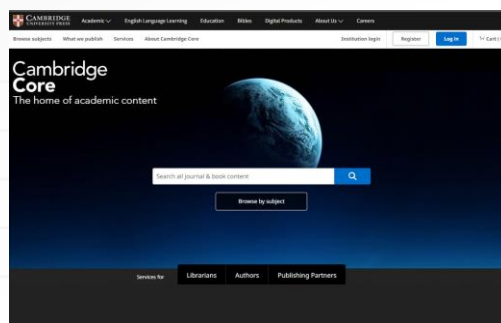 CAMBRIDGE
UNIVERSITY PRESS
Academic English Language Learning Education Bibles Digital Products About Us Careers
Browse subjects What we publish Services About Cambridge Core Institution login Register Log in Cart
Cambridge
Core
The home of academic content
Search all journal & book content
Browse by subject
Services for Librarians Authors Publishing Partners